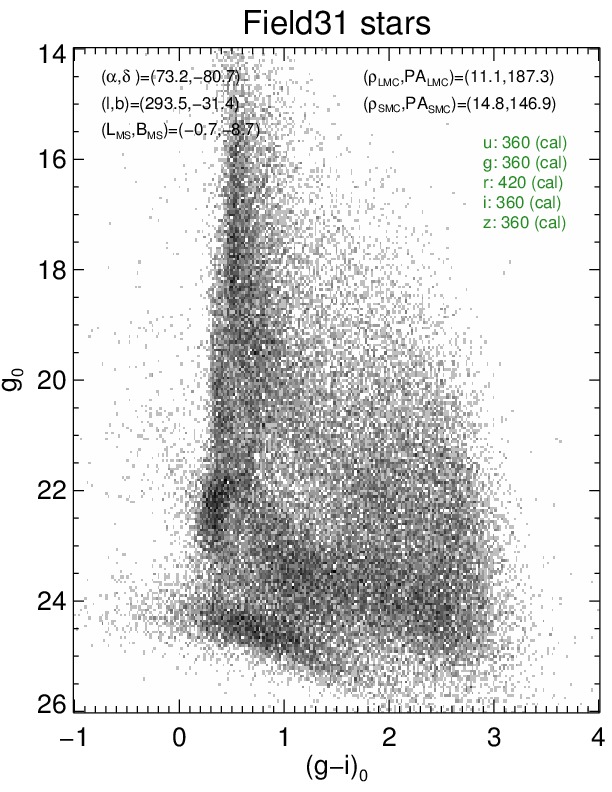 Field31 stars
(α,δ )=(73.2,−80.7)
(ρLMC,PALMC)=(11.1,187.3)
(l,b)=(293.5,−31.4)
(ρSMC,PASMC)=(14.8,146.9)
(LMS,BMS)=(−0.7,−8.7)
u: 360 (cal)
g: 360 (cal)
r: 420 (cal)
i: 360 (cal)
z: 360 (cal)
14
16
18
20
22
24
26
g0
−1 0 1 2 3 4
(g−i)0